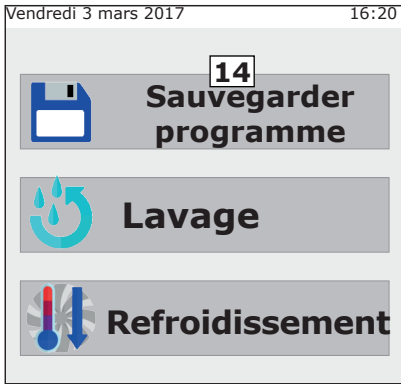 Vendredi 3 mars 2017 16:20
14
Sauvegarder
programme
Lavage
Refroidissement